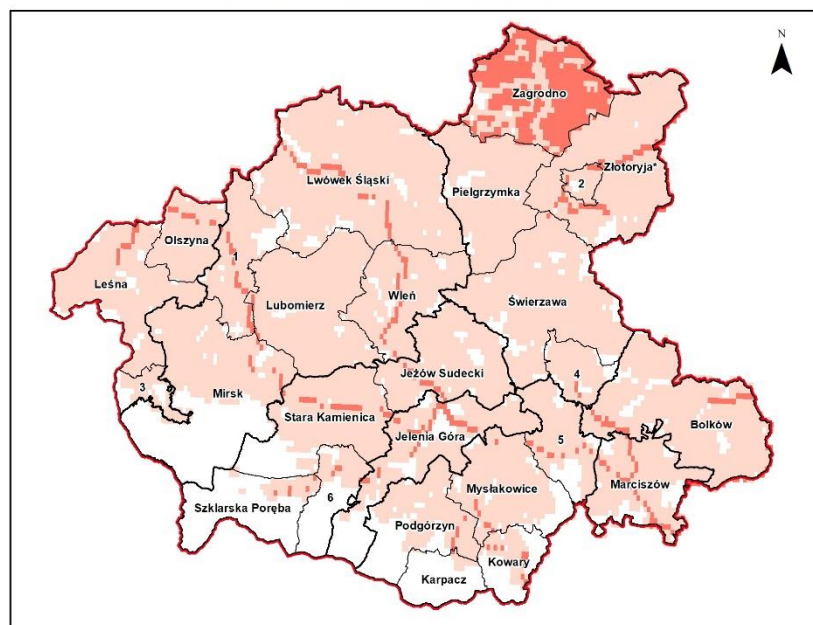 N
Zagrodno
Złotoryja*
Lwówek Śląski
Pielgrzymka
2
Olszyna
1
Leśna
Lubomierz
Wleń
Świerzawa
Jeżów Sudecki
4
3
Mirsk
Stara Kamienica
Bolków
Jelenia Góra
5
Marciszów
Mysłakowice
6
Szklarska Poręba
Podgórzyn
Kowary
Karpacz